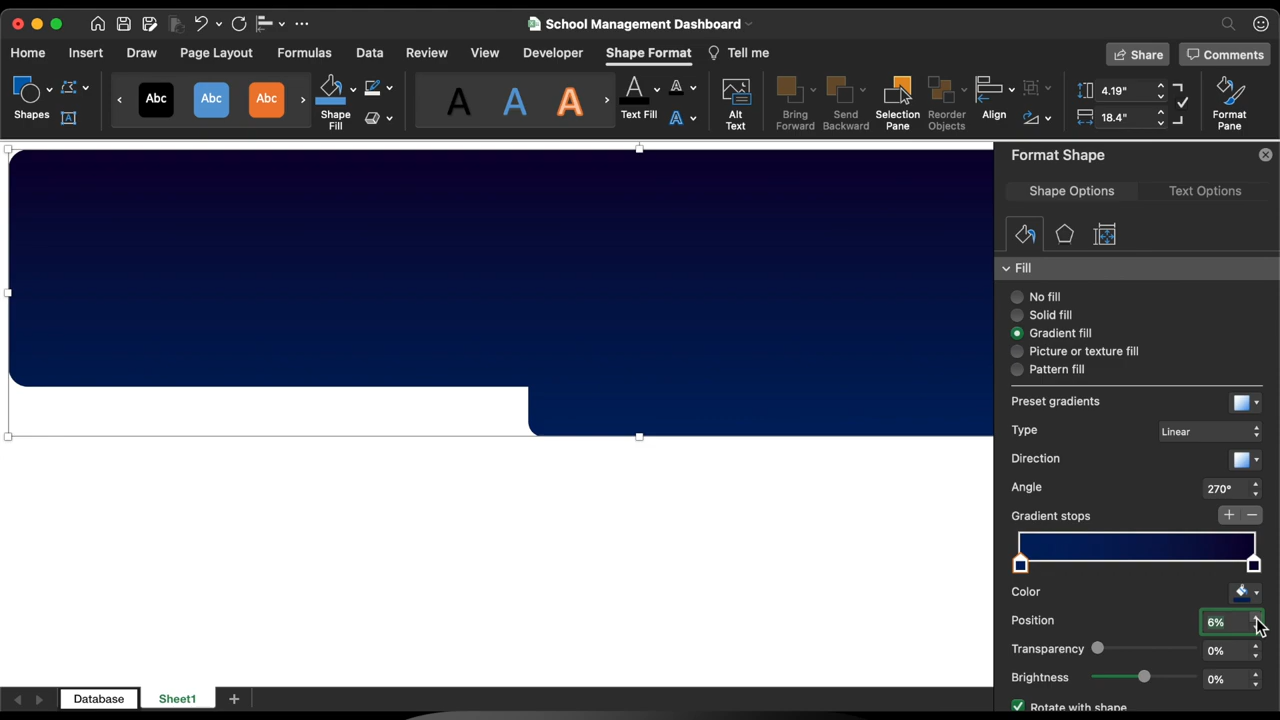 School Management Dashboard
Home Insert Draw Page Layout Formulas Data Review View Developer Shape Format Tell me Share Comments
Shapes Abc Abc Abc Shape Fill A A A Text Fill Alt Text Bring Forward Send Backward Selection Pane Reorder Objects Align 4.19" 18.4" Format Pane
Format Shape
Shape Options Text Options
Fill
No fill
Solid fill
Gradient fill
Picture or texture fill
Pattern fill
Preset gradients
Type Linear
Direction
Angle 270°
Gradient stops
Color
Position 6%
Transparency 0%
Brightness 0%
Rotate with shape
Database Sheet1